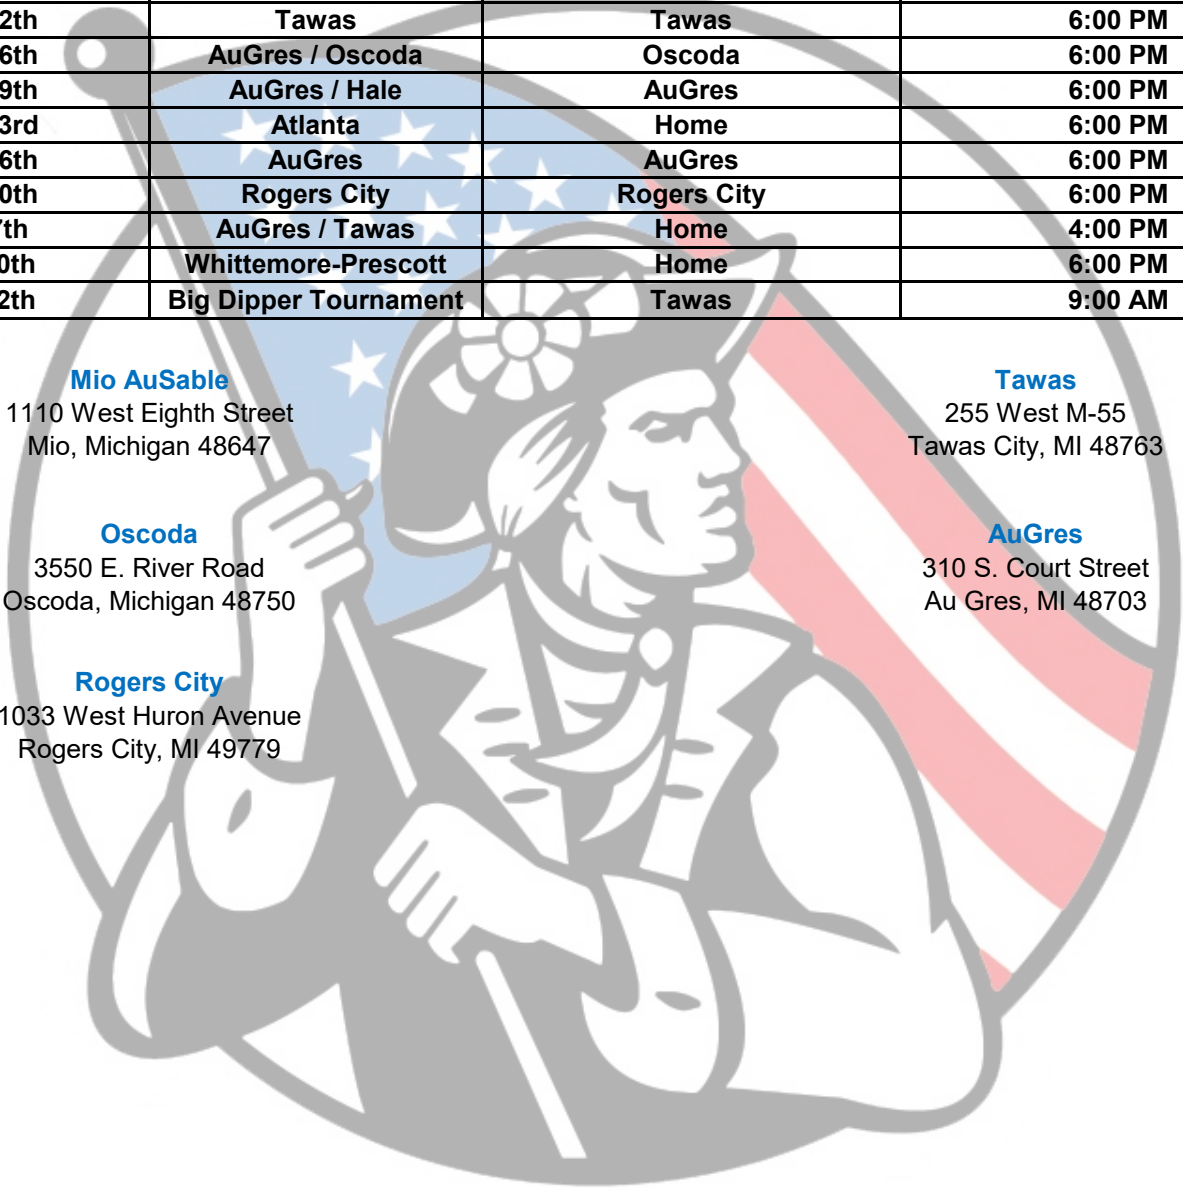 2th Tawas Tawas 6:00 PM
6th AuGres / Oscoda Oscoda 6:00 PM
9th AuGres / Hale AuGres 6:00 PM
3rd Atlanta Home 6:00 PM
6th AuGres AuGres 6:00 PM
0th Rogers City Rogers City 6:00 PM
7th AuGres / Tawas Home 4:00 PM
0th Whittemore-Prescott Home 6:00 PM
2th Big Dipper Tournament Tawas 9:00 AM
Mio AuSable
1110 West Eighth Street
Mio, Michigan 48647
Tawas
255 West M-55
Tawas City, MI 48763
Oscoda
3550 E. River Road
Oscoda, Michigan 48750
AuGres
310 S. Court Street
Au Gres, MI 48703
Rogers City
1033 West Huron Avenue
Rogers City, MI 49779